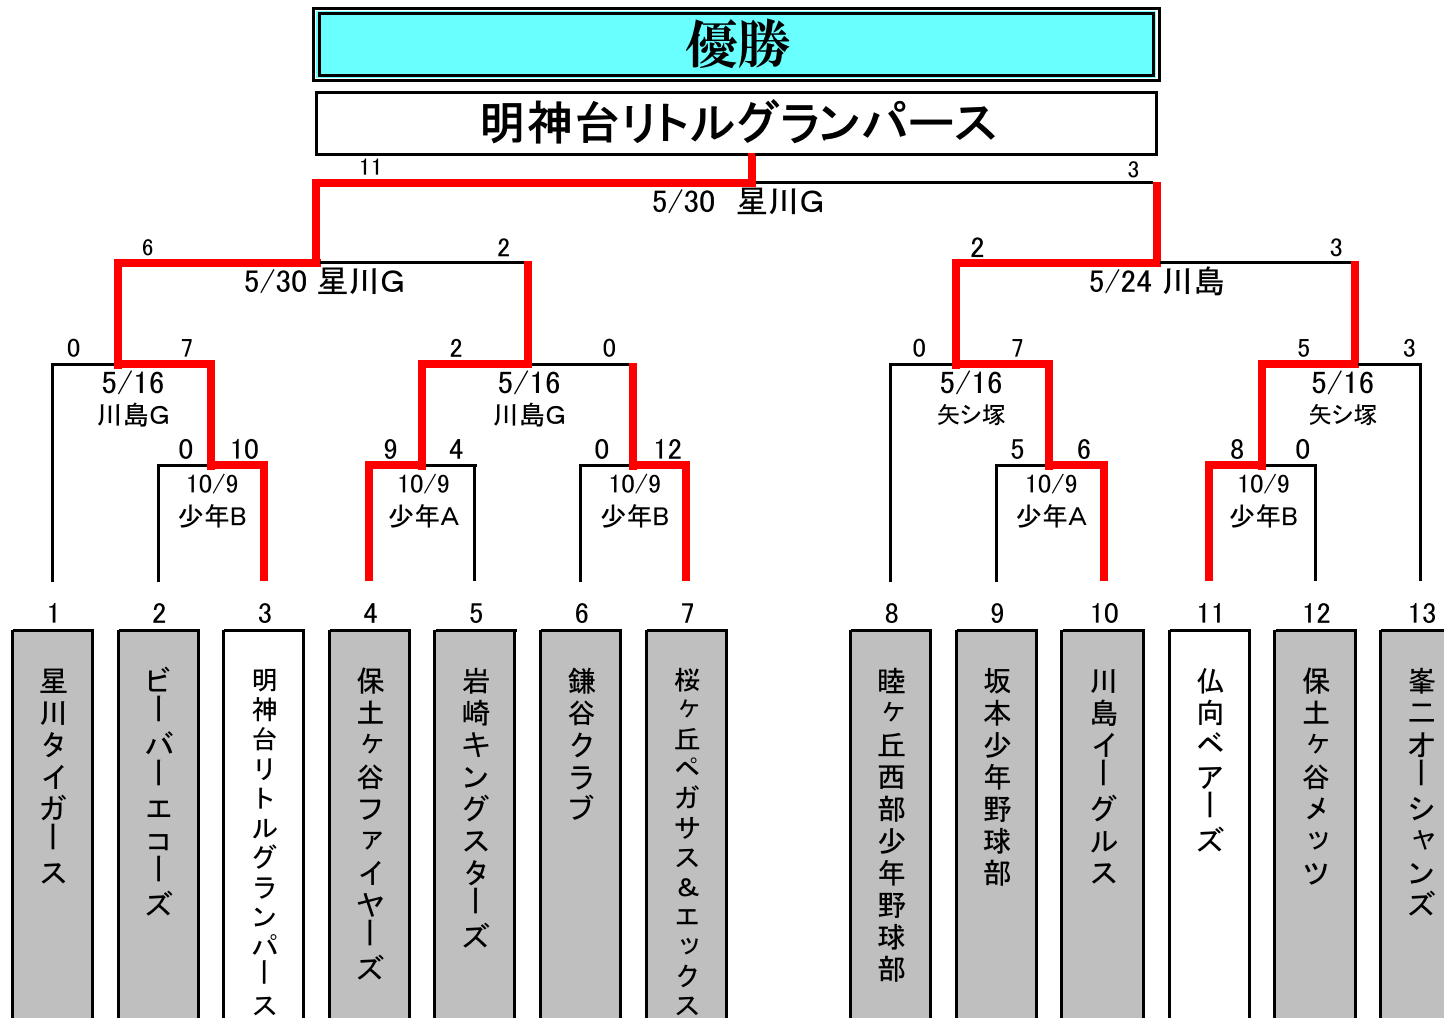 優勝
明神台リトルグランパース
11 3
5/30 星川G
6 2 2 3
5/30 星川G 5/24 川島
0 7 2 0 0 7 5 3
5/16 5/16 5/16 5/16
川島G 川島G 矢シ塚 矢シ塚
0 10 9 4 0 12 5 6 8 0
10/9 10/9 10/9 10/9 10/9
少年B 少年A 少年B 少年A 少年B
1 2 3 4 5 6 7 8 9 10 11 12 13
星川タイガース
ビーバーエコーズ
明神台リトルグランパース
保土ヶ谷ファイヤーズ
岩崎キングスターズ
鎌谷クラブ
桜ヶ丘ペガサス&エックス
睦ヶ丘西部少年野球部
坂本少年野球部
川島イーグルス
仏向ベアーズ
保土ヶ谷メッツ
峯二オーシャンズ